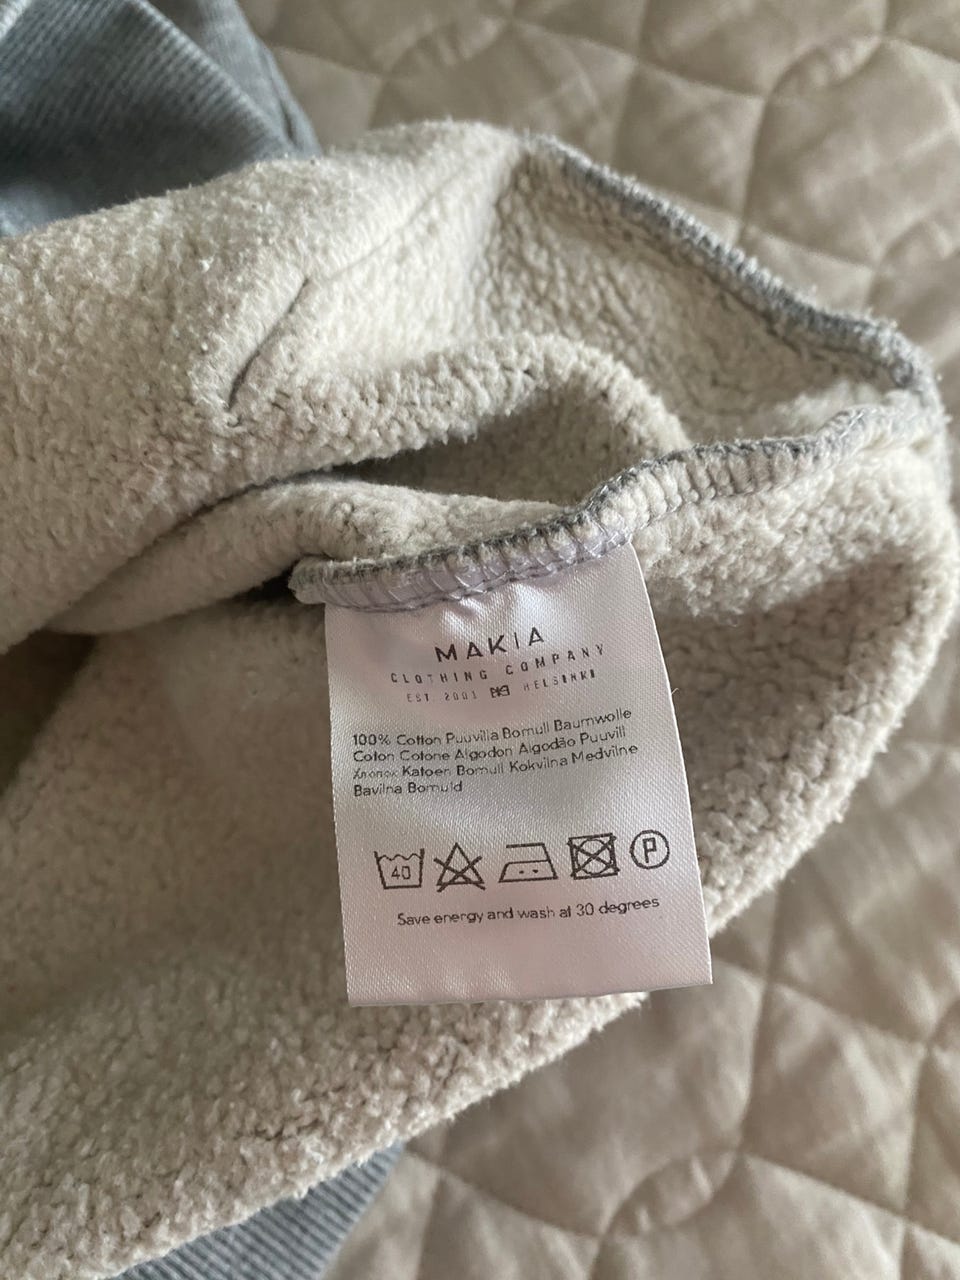 MAKIA
CLOTHING COMPANY
EST. 2001 HELSINKI
100% Cotton Puuvilla Bomull Baumwolle
Coton Cotone Algodon Algodão Puuvill
Хлопок Katoen Bomull Kokvilna Medvilne
Bavlna Bomuld
40 P
Save energy and wash at 30 degrees